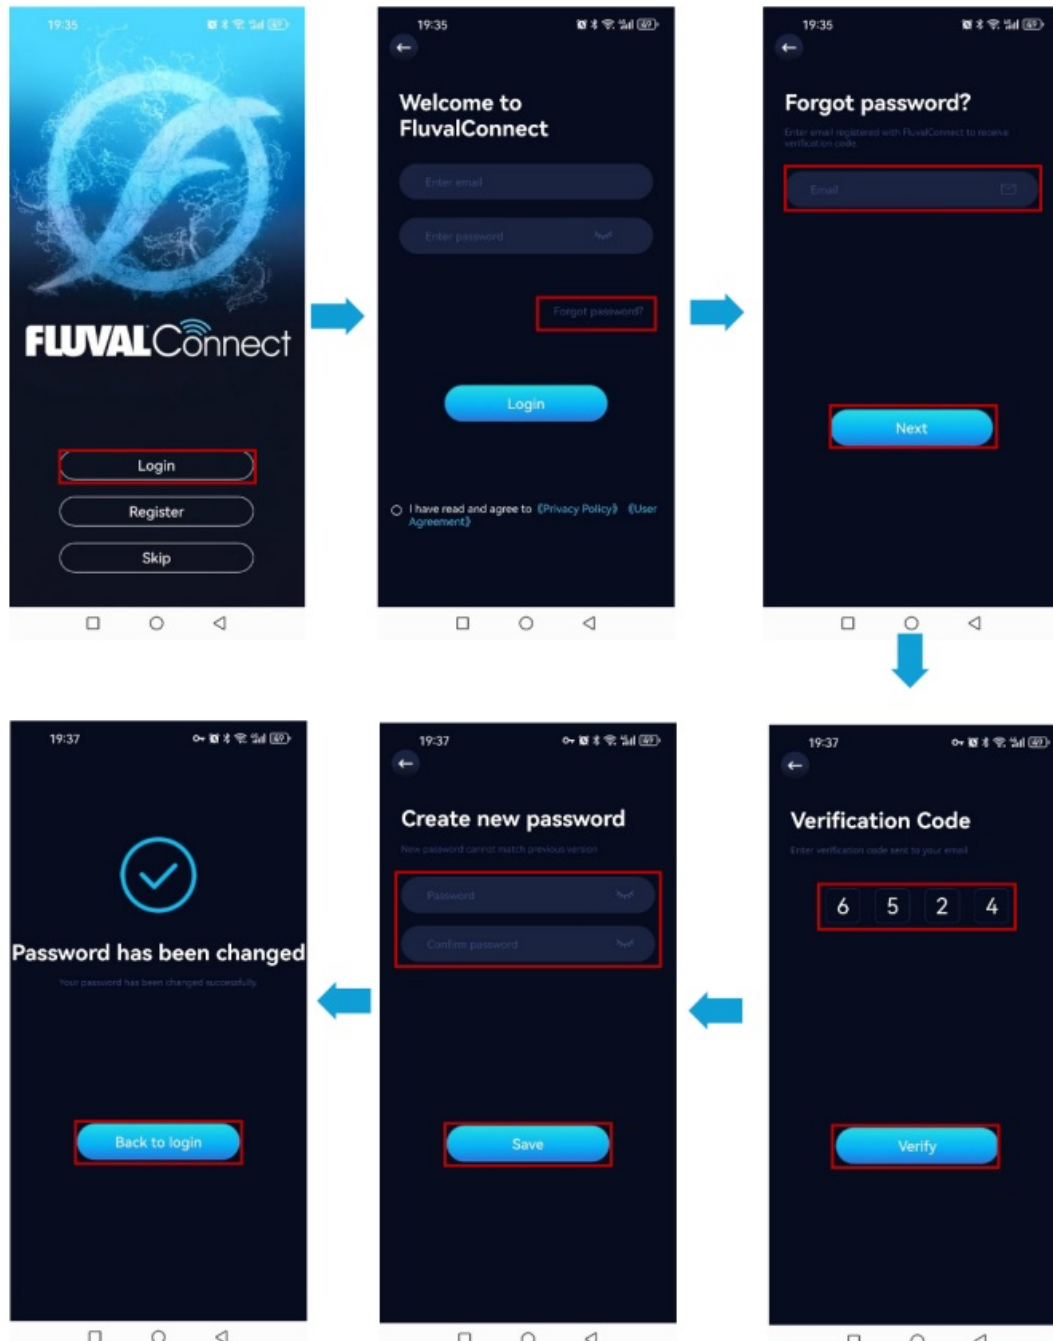 19:35
FLUVAL Connect
Login
Register
Skip
19:35
Welcome to
FluvalConnect
Enter email
Enter password
Forgot password?
Login
I have read and agree to 《Privacy Policy》 《User
Agreement》
19:35
Forgot password?
Enter email registered with FluvalConnect to receive
verification code.
Email
Next
19:37
Verification Code
Enter verification code sent to your email
6 5 2 4
Verify
19:37
Create new password
New password cannot match previous version
Password
Confirm password
Save
19:37
Password has been changed
Your password has been changed successfully.
Back to login